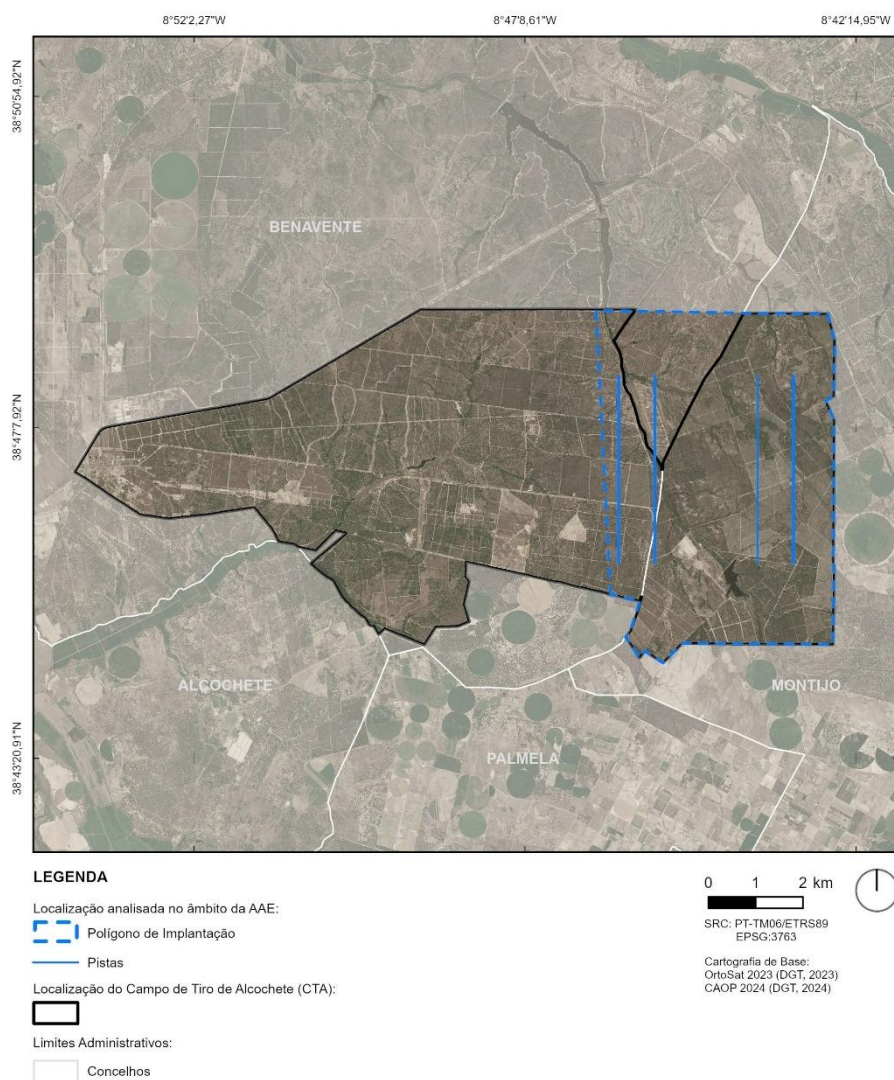 8°52'2,27"W
8°47'8,61"W
8°42'14,95"W
38°50'54,92"N
BENAVENTE
38°47'7,92"N
ALCOCHETE
MONTIJO
38°43'20,91"N
PALMELA
LEGENDA
Localização analisada no âmbito da AAE:
Polígono de Implantação
Pistas
Localização do Campo de Tiro de Alcochete (CTA):
Limites Administrativos:
Concelhos
0 1 2 km
SRC: PT-TM06/ETRS89
EPSG:3763
Cartografia de Base:
OrtoSat 2023 (DGT, 2023)
CAOP 2024 (DGT, 2024)